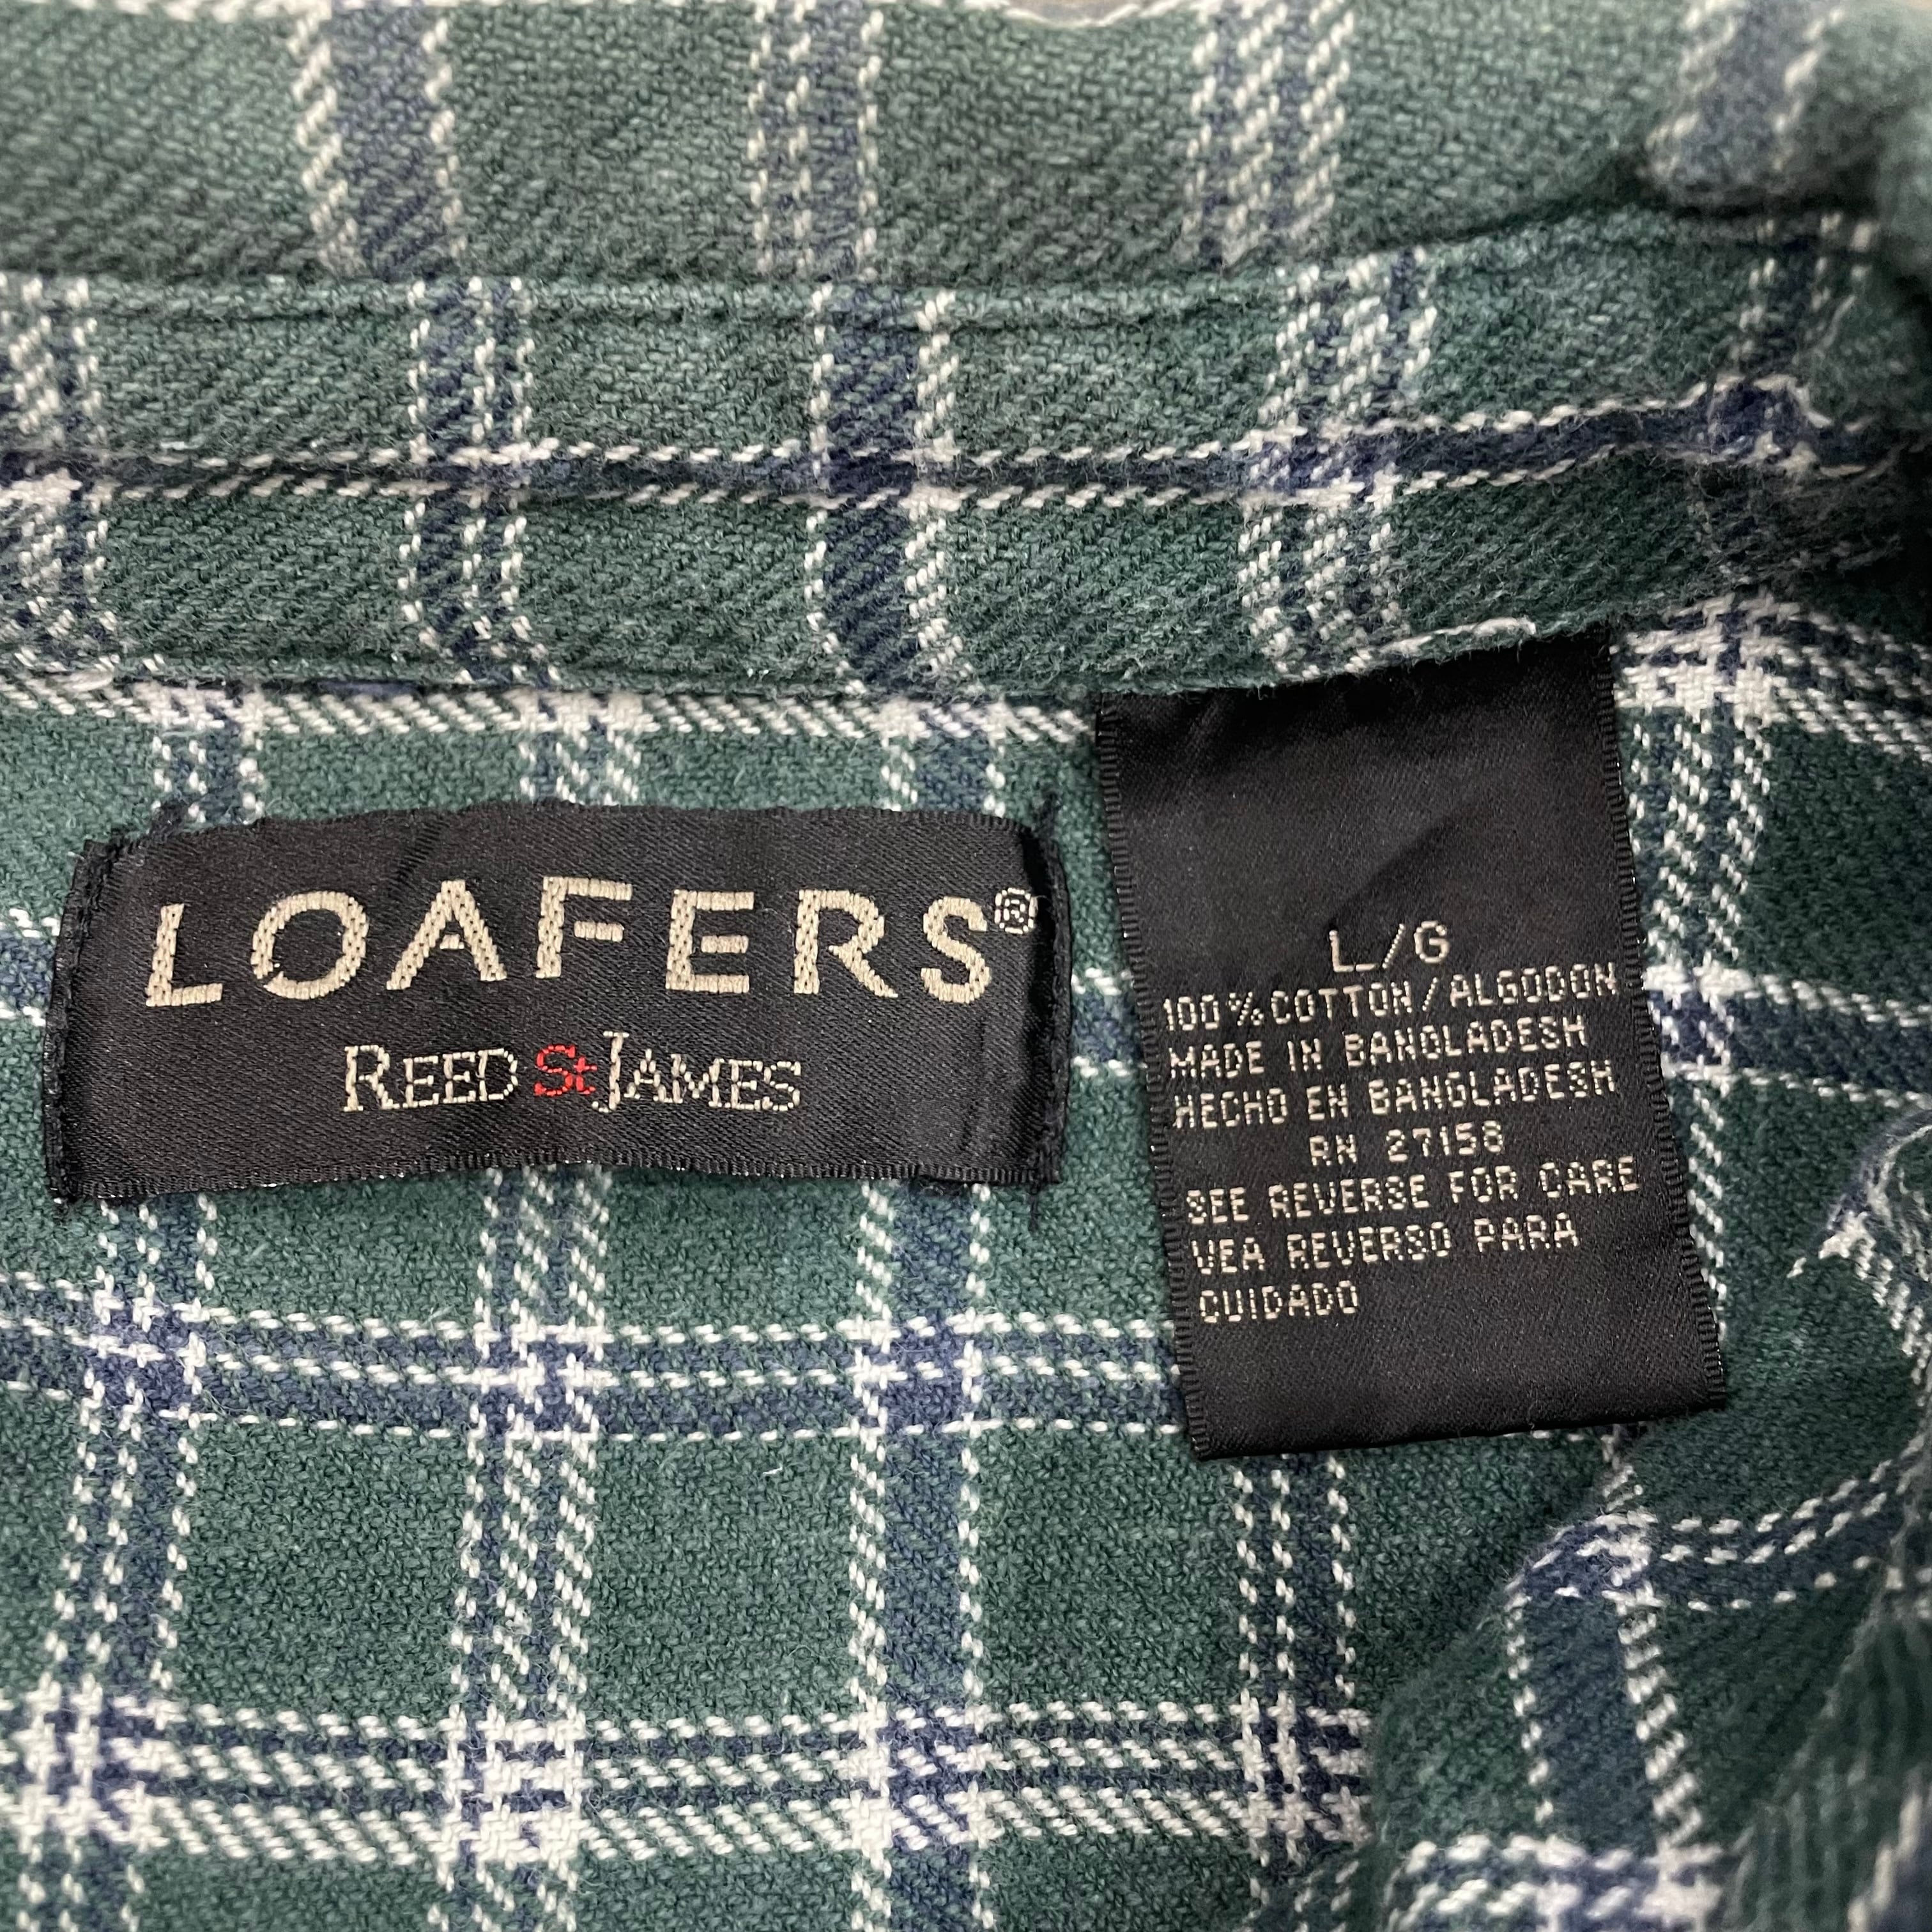 LOAFERS®
REED St JAMES
L/G
100% COTTON/ALGODON
MADE IN BANGLADESH
HECHO EN BANGLADESH
RN 27158
SEE REVERSE FOR CARE
VEA REVERSO PARA
CUIDADO